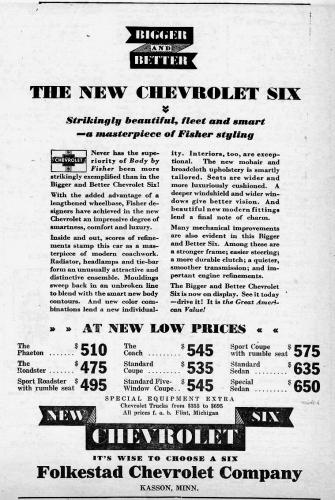 BIGGER
AND
BETTER
THE NEW CHEVROLET SIX
Strikingly beautiful, fleet and smart
—a masterpiece of Fisher styling
CHEVROLET
Never has the supe-
riority of Body by
Fisher been more
strikingly exemplified than in the
Bigger and Better Chevrolet Six!
With the added advantage of a
lengthened wheelbase, Fisher de-
signers have achieved in the new
Chevrolet an impressive degree of
smartness, comfort and luxury.
Inside and out, scores of refine-
ments stamp this car as a mas-
terpiece of modern coachwork.
Radiator, headlamps and tie-bar
form an unusually attractive and
distinctive ensemble. Mouldings
sweep back in an unbroken line
to blend with the smart new body
contours. And new color com-
binations lend a new individual-
ity. Interiors, too, are excep-
tional. The new mohair and
broadcloth upholstery is smartly
tailored. Seats are wider and
more luxuriously cushioned. A
deeper windshield and wider win-
dows give better vision. And
beautiful new modern fittings
lend a final note of charm.
Many mechanical improvements
are also evident in this Bigger
and Better Six. Among these are
a stronger frame; easier steering;
a more durable clutch; a quieter,
smoother transmission; and im-
portant engine refinements.
The Bigger and Better Chevrolet
Six is now on display. See it today
—drive it! It is the Great Ameri-
can Value!
» » AT NEW LOW PRICES « «
The Phaeton $510
The Roadster $475
Sport Roadster with rumble seat $495
The Coach $545
Standard Coupe $535
Standard Five-Window Coupe $545
Sport Coupe with rumble seat $575
Standard Sedan $635
Special Sedan $650
SPECIAL EQUIPMENT EXTRA
Chevrolet Trucks from $355 to $695
All prices f. o. b. Flint, Michigan
NEW SIX
CHEVROLET
IT'S WISE TO CHOOSE A SIX
Folkestad Chevrolet Company
KASSON, MINN.